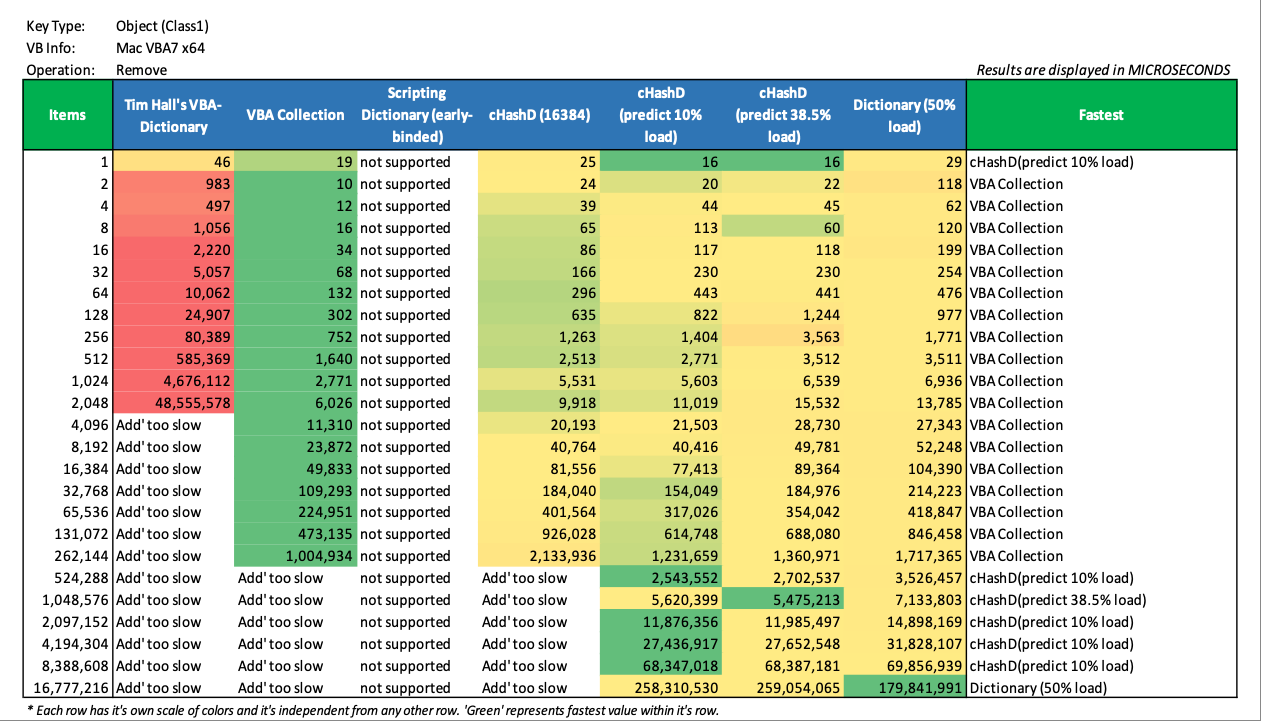 Key Type: Object (Class1)
VB Info: Mac VBA7 x64
Operation: Remove Results are displayed in MICROSECONDS
Items Tim Hall's VBA-Dictionary VBA Collection Scripting Dictionary (early-binded) cHashD (16384) cHashD (predict 10% load) cHashD (predict 38.5% load) Dictionary (50% load) Fastest
1 46 19 not supported 25 16 16 29 cHashD(predict 10% load)
2 983 10 not supported 24 20 22 118 VBA Collection
4 497 12 not supported 39 44 45 62 VBA Collection
8 1,056 16 not supported 65 113 60 120 VBA Collection
16 2,220 34 not supported 86 117 118 199 VBA Collection
32 5,057 68 not supported 166 230 230 254 VBA Collection
64 10,062 132 not supported 296 443 441 476 VBA Collection
128 24,907 302 not supported 635 822 1,244 977 VBA Collection
256 80,389 752 not supported 1,263 1,404 3,563 1,771 VBA Collection
512 585,369 1,640 not supported 2,513 2,771 3,512 3,511 VBA Collection
1,024 4,676,112 2,771 not supported 5,531 5,603 6,539 6,936 VBA Collection
2,048 48,555,578 6,026 not supported 9,918 11,019 15,532 13,785 VBA Collection
4,096 Add' too slow 11,310 not supported 20,193 21,503 28,730 27,343 VBA Collection
8,192 Add' too slow 23,872 not supported 40,764 40,416 49,781 52,248 VBA Collection
16,384 Add' too slow 49,833 not supported 81,556 77,413 89,364 104,390 VBA Collection
32,768 Add' too slow 109,293 not supported 184,040 154,049 184,976 214,223 VBA Collection
65,536 Add' too slow 224,951 not supported 401,564 317,026 354,042 418,847 VBA Collection
131,072 Add' too slow 473,135 not supported 926,028 614,748 688,080 846,458 VBA Collection
262,144 Add' too slow 1,004,934 not supported 2,133,936 1,231,659 1,360,971 1,717,365 VBA Collection
524,288 Add' too slow Add' too slow not supported Add' too slow 2,543,552 2,702,537 3,526,457 cHashD(predict 10% load)
1,048,576 Add' too slow Add' too slow not supported Add' too slow 5,620,399 5,475,213 7,133,803 cHashD(predict 38.5% load)
2,097,152 Add' too slow Add' too slow not supported Add' too slow 11,876,356 11,985,497 14,898,169 cHashD(predict 10% load)
4,194,304 Add' too slow Add' too slow not supported Add' too slow 27,436,917 27,652,548 31,828,107 cHashD(predict 10% load)
8,388,608 Add' too slow Add' too slow not supported Add' too slow 68,347,018 68,387,181 69,856,939 cHashD(predict 10% load)
16,777,216 Add' too slow Add' too slow not supported Add' too slow 258,310,530 259,054,065 179,841,991 Dictionary (50% load)
* Each row has it's own scale of colors and it's independent from any other row. 'Green' represents fastest value within it's row.